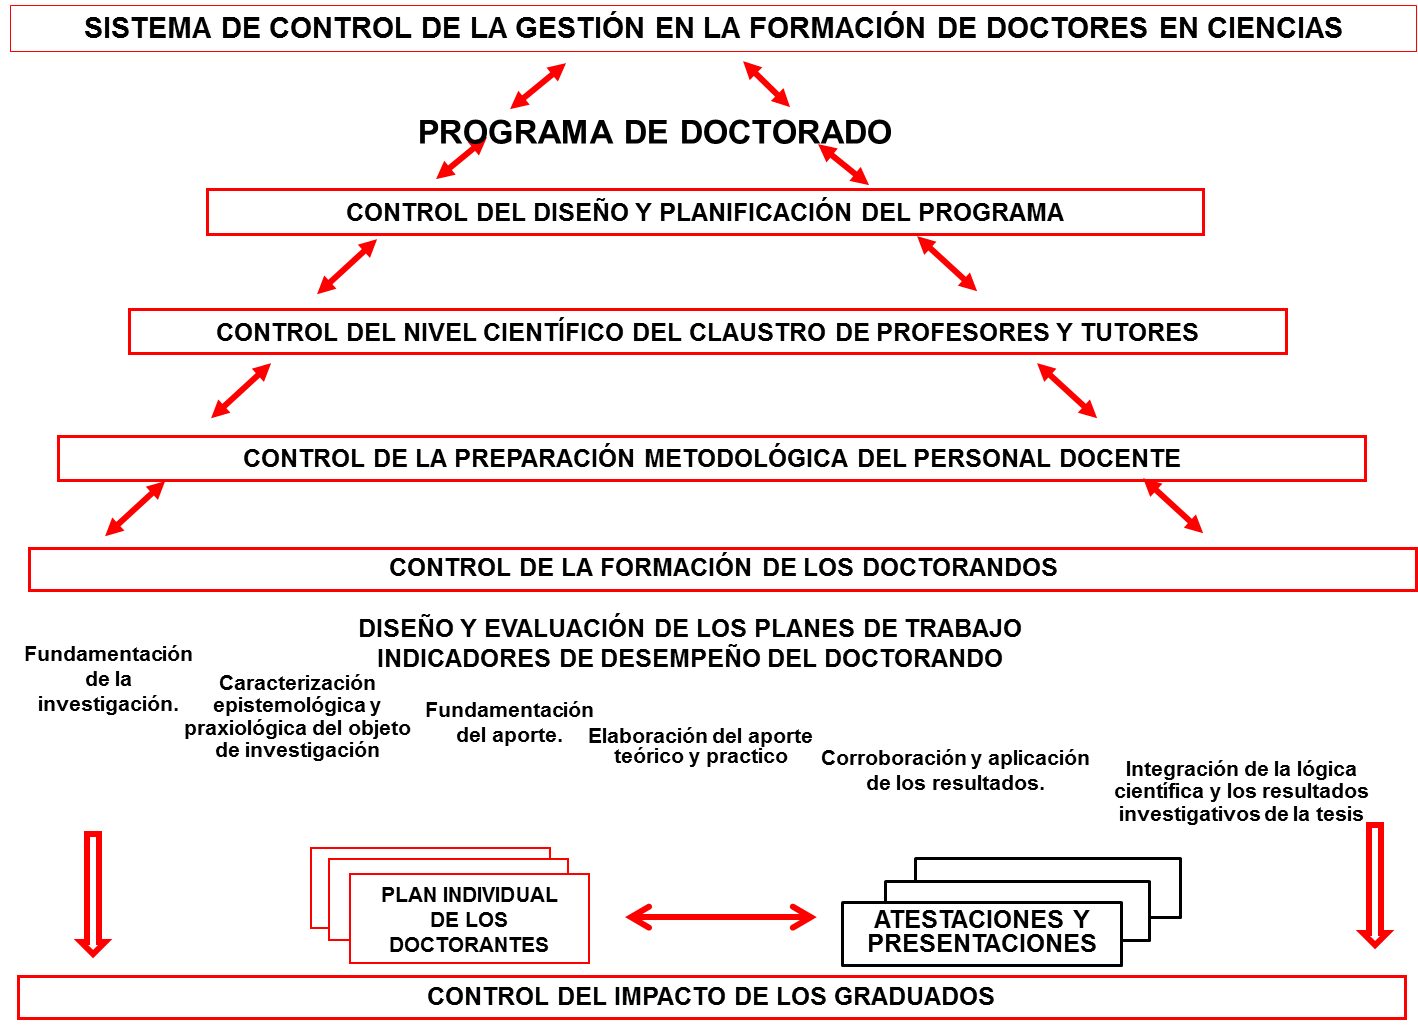 SISTEMA DE CONTROL DE LA GESTIÓN EN LA FORMACIÓN DE DOCTORES EN CIENCIAS
PROGRAMA DE DOCTORADO
CONTROL DEL DISEÑO Y PLANIFICACIÓN DEL PROGRAMA
CONTROL DEL NIVEL CIENTÍFICO DEL CLAUSTRO DE PROFESORES Y TUTORES
CONTROL DE LA PREPARACIÓN METODOLÓGICA DEL PERSONAL DOCENTE
CONTROL DE LA FORMACIÓN DE LOS DOCTORANDOS
DISEÑO Y EVALUACIÓN DE LOS PLANES DE TRABAJO
INDICADORES DE DESEMPEÑO DEL DOCTORANDO
Fundamentación
de la
investigación.
Caracterización
epistemológica y
praxiológica del objeto
de investigación
Fundamentación
del aporte.
Elaboración del aporte
teórico y practico
Corroboración y aplicación
de los resultados.
Integración de la lógica
científica y los resultados
investigativos de la tesis
PLAN INDIVIDUAL
DE LOS
DOCTORANTES
ATESTACIONES Y
PRESENTACIONES
CONTROL DEL IMPACTO DE LOS GRADUADOS